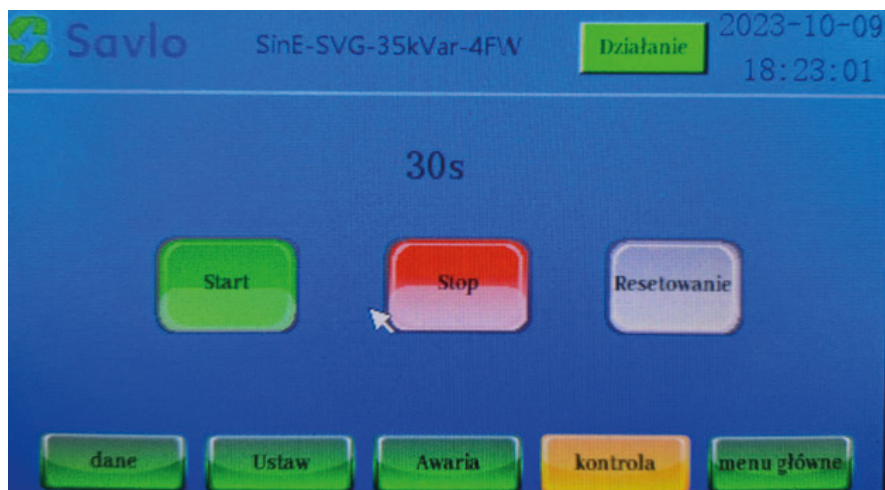 Savlo
SinE-SVG-35kVar-4FW
Działanie
2023-10-09
18:23:01
30s
Start
Stop
Resetowanie
dane
Ustaw
Awaria
kontrola
menu główne